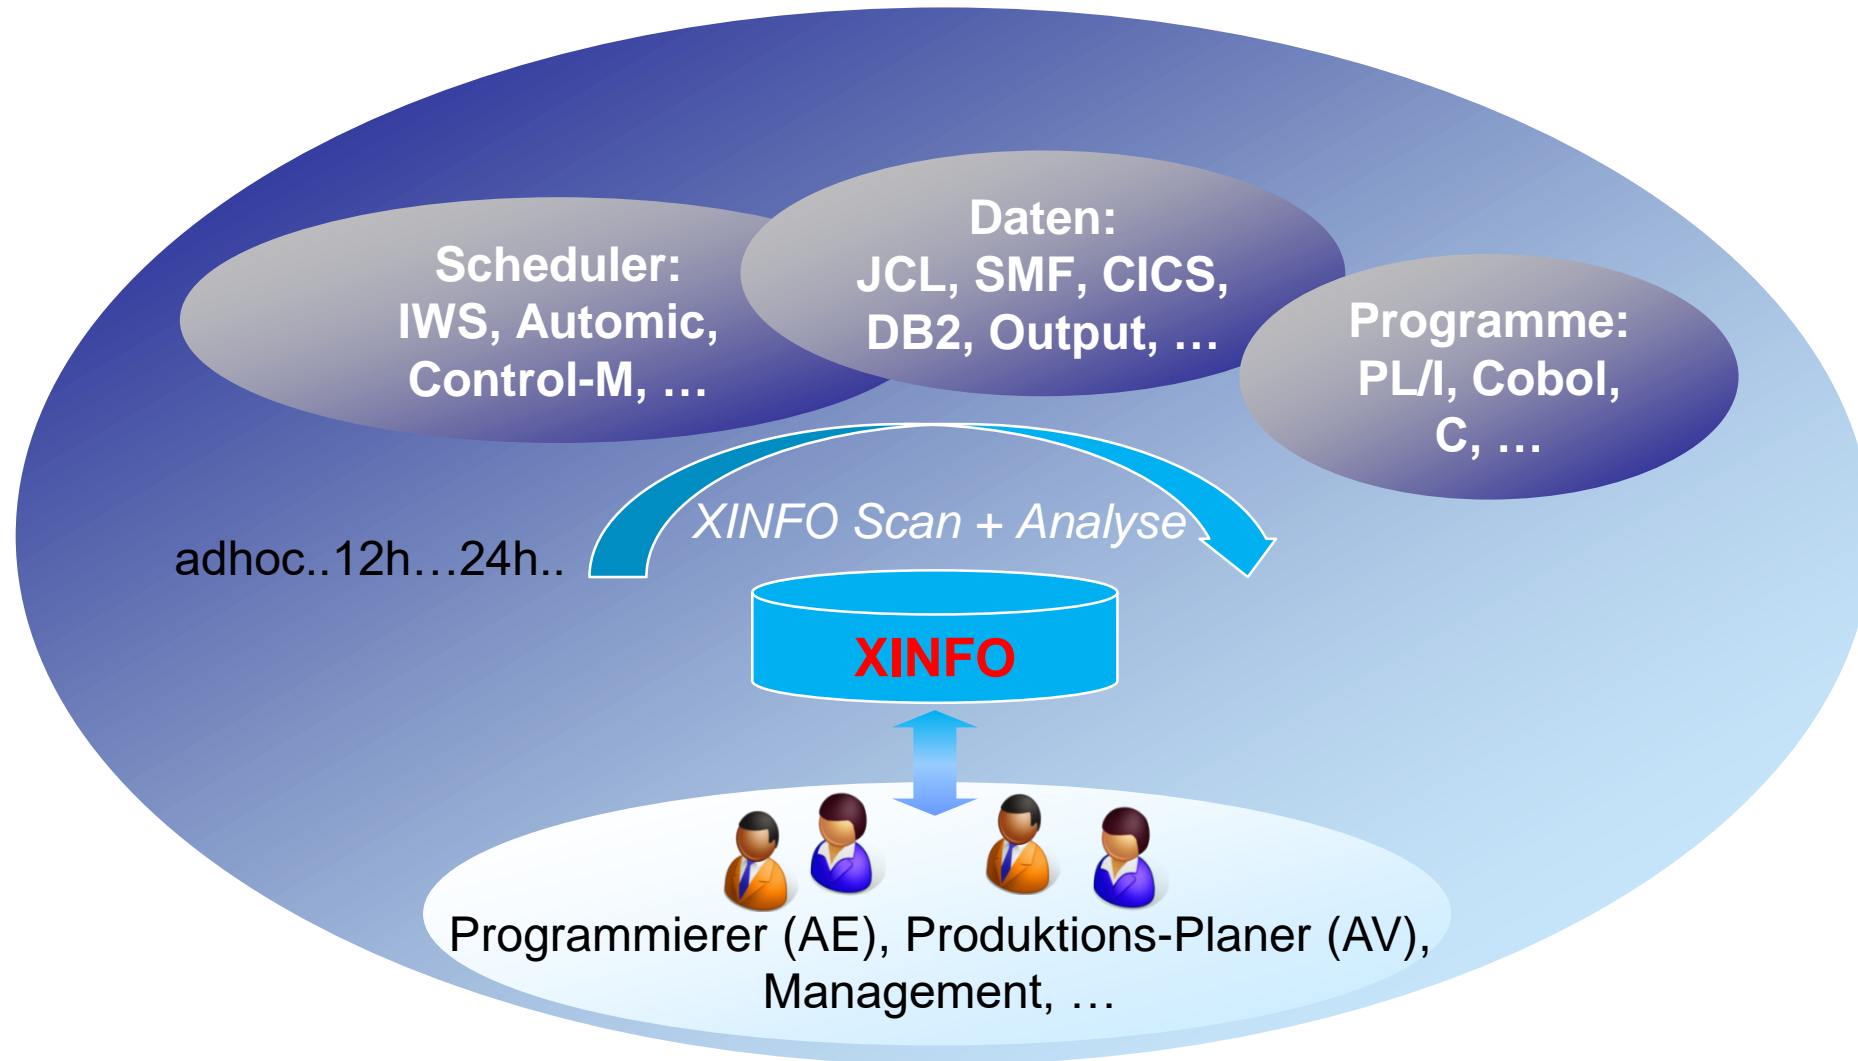 Scheduler:
IWS, Automic,
Control-M, …
Daten:
JCL, SMF, CICS,
DB2, Output, …
Programme:
PL/I, Cobol,
C, …
XINFO Scan + Analyse
adhoc..12h…24h..
XINFO
Programmierer (AE), Produktions-Planer (AV),
Management, …